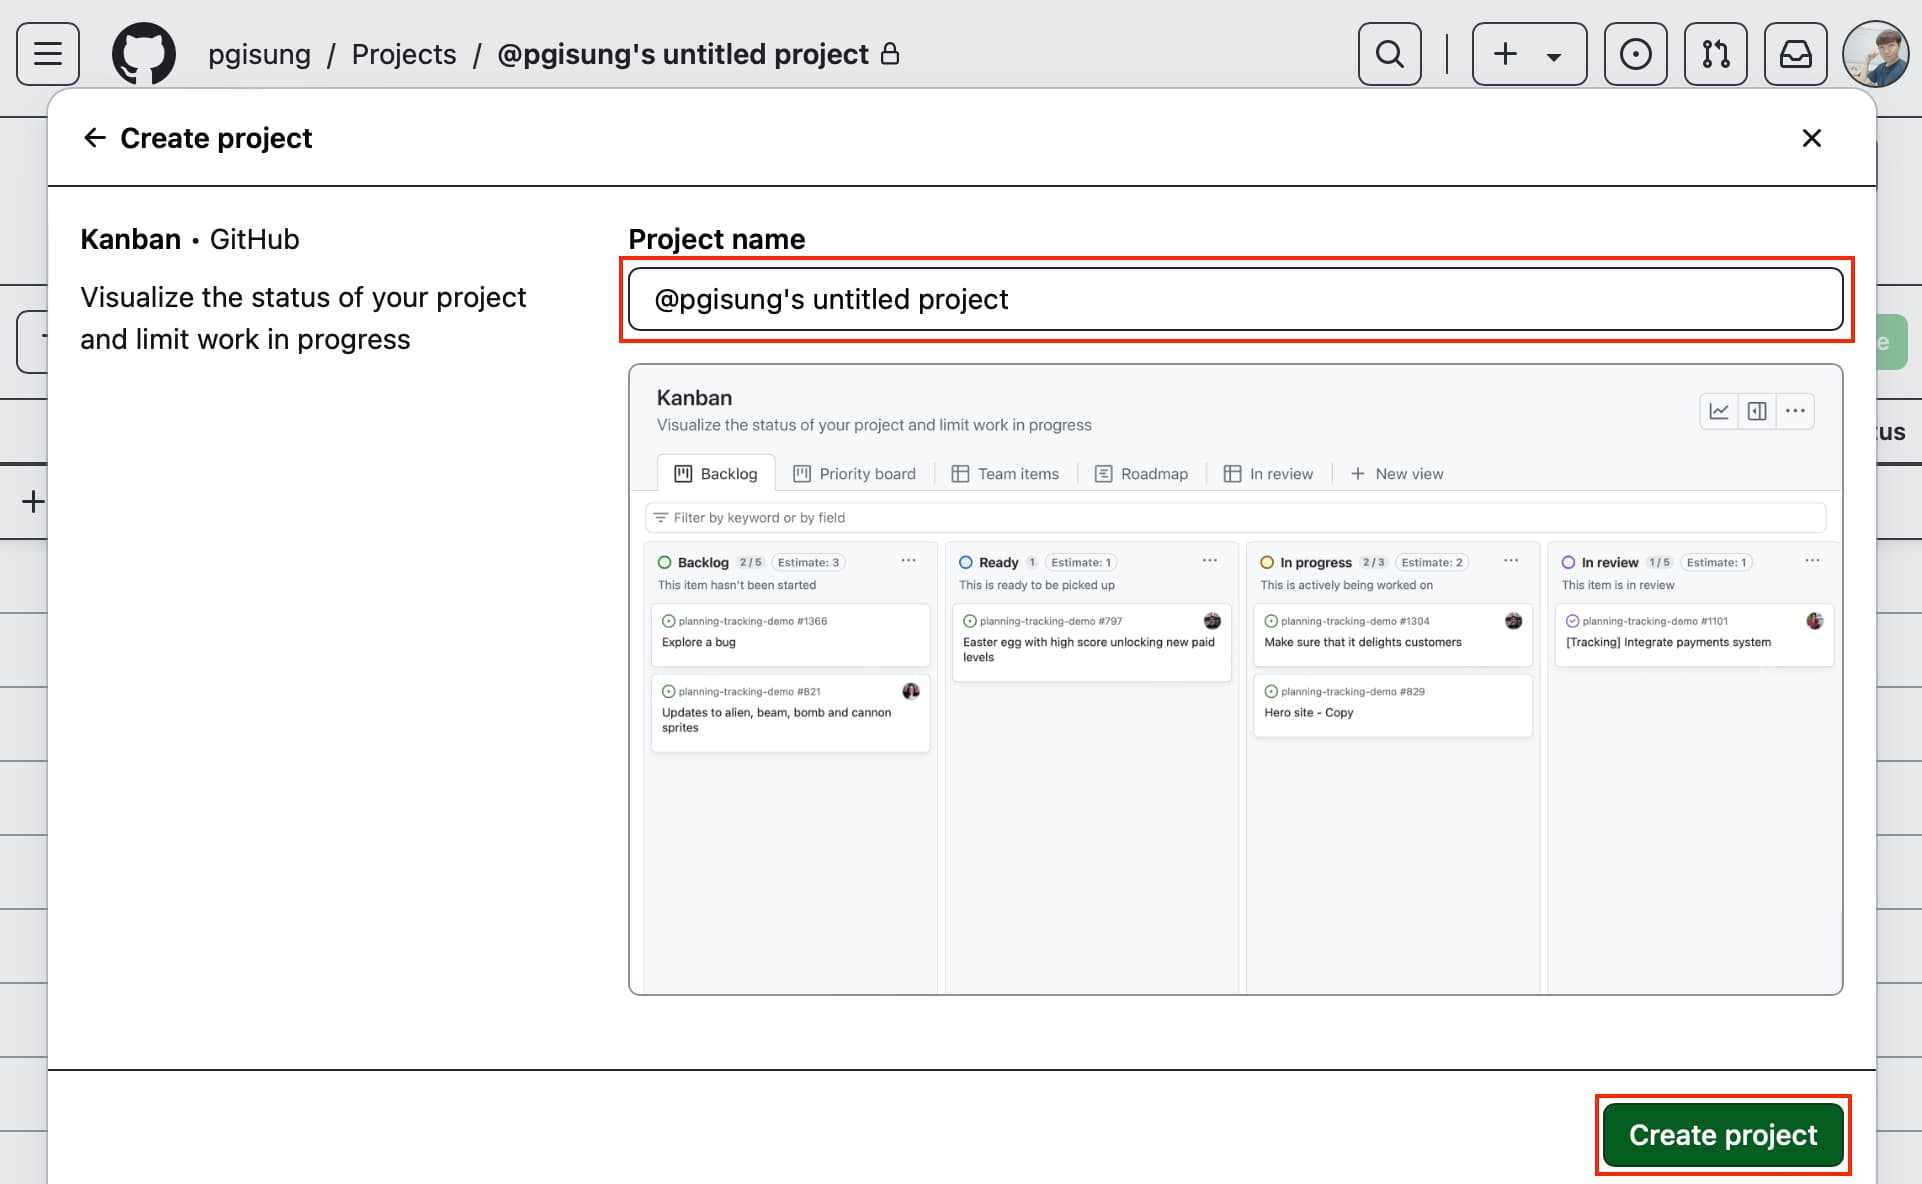 pgisung / Projects / @pgisung's untitled project
Create project
Kanban • GitHub
Visualize the status of your project
and limit work in progress
Project name
@pgisung's untitled project
Kanban
Visualize the status of your project and limit work in progress
Backlog Priority board Team items Roadmap In review + New view
Filter by keyword or by field
Backlog 2/5 Estimate: 3
This item hasn't been started
planning-tracking-demo #1366
Explore a bug
planning-tracking-demo #821
Updates to alien, beam, bomb and cannon
sprites
Ready 1 Estimate: 1
This is ready to be picked up
planning-tracking-demo #797
Easter egg with high score unlocking new paid
levels
In progress 2/3 Estimate: 2
This is actively being worked on
planning-tracking-demo #1304
Make sure that it delights customers
planning-tracking-demo #829
Hero site - Copy
In review 1/5 Estimate: 1
This item is in review
planning-tracking-demo #1101
[Tracking] Integrate payments system
e
tus
Create project